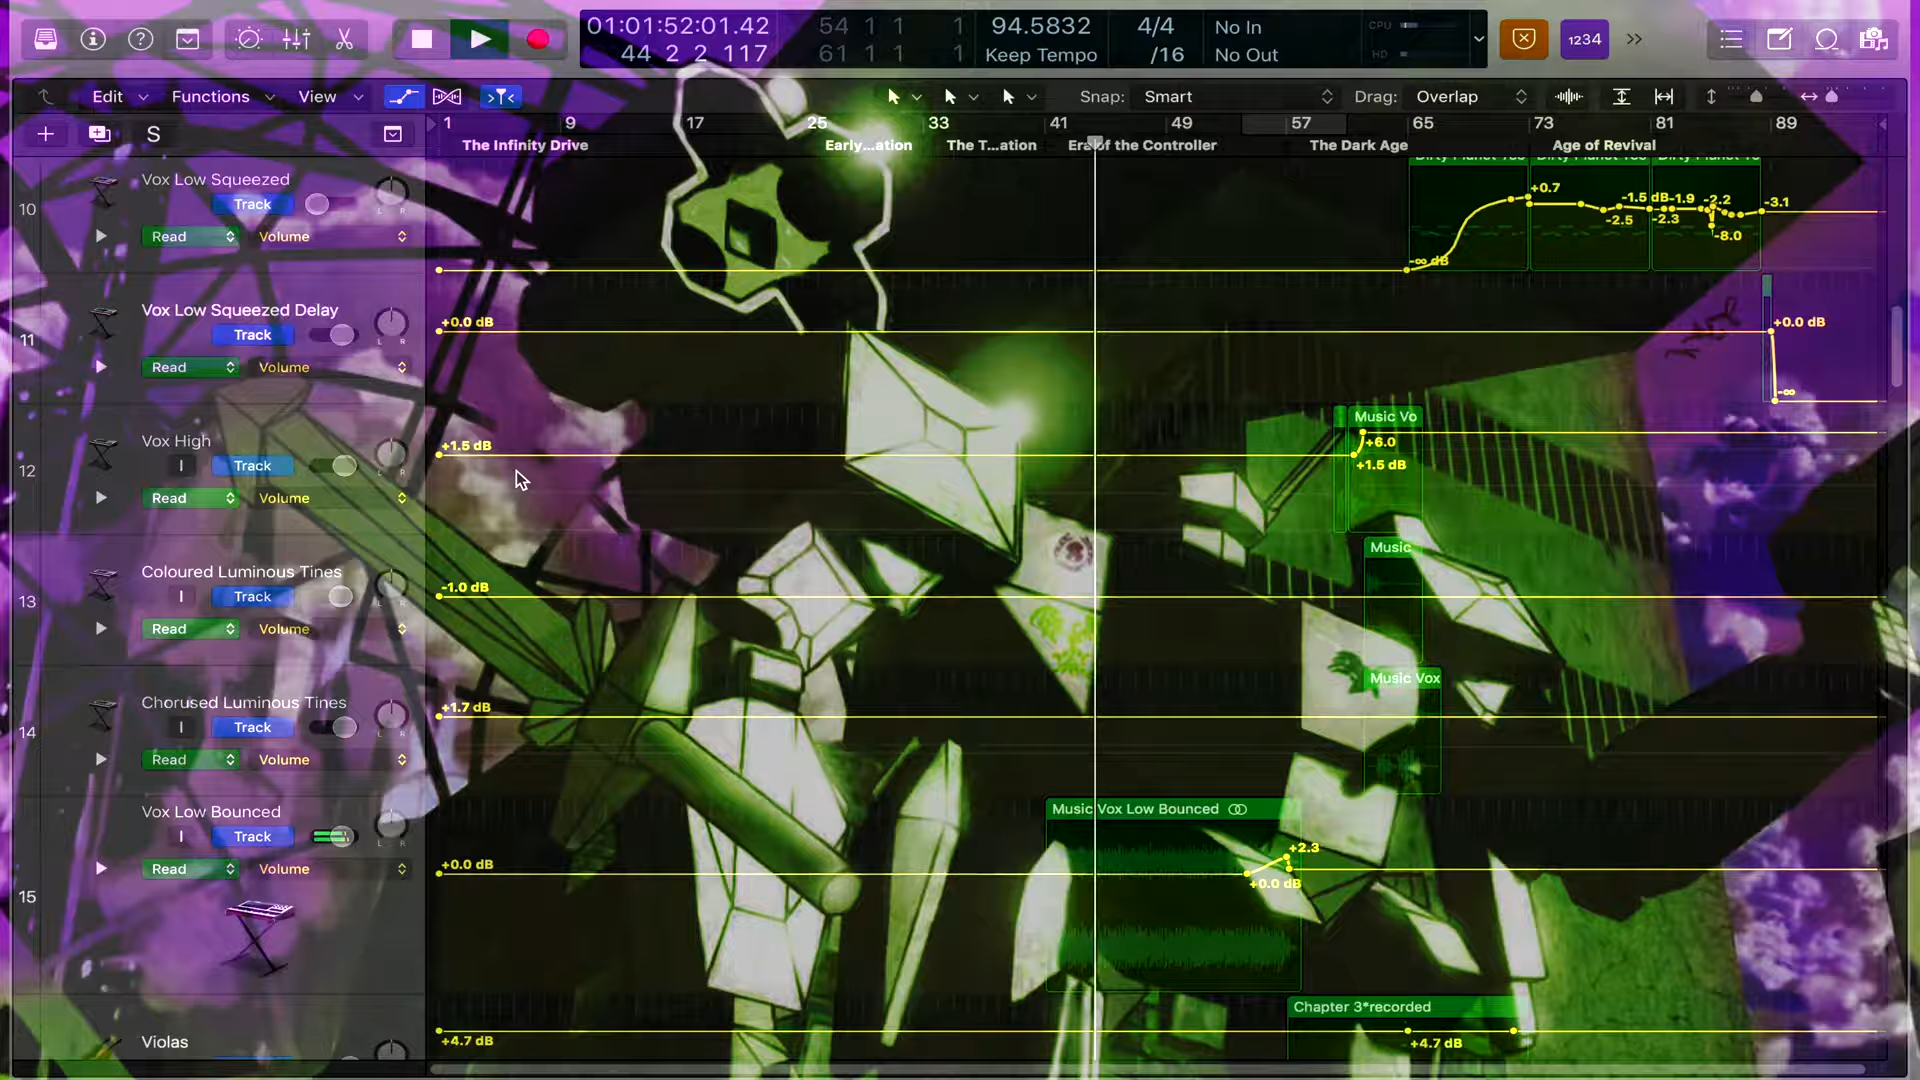 01:01:52:01.42
44 2 2 117
54 1 1 1
61 1 1 1
94.5832
Keep Tempo
4/4
/16
No In
No Out
CPU
HD
1234
Edit
Functions
View
Snap: Smart
Drag: Overlap
S
1 9 17 25 33 41 49 57 65 73 81 89
The Infinity Drive
Early...ation
The T...ation
Era of the Controller
The Dark Age
Age of Revival
10
Vox Low Squeezed
Track
L R
Read
Volume
-∞ dB
+0.7
-2.5
-1.5 dB
-1.9
-2.3
-2.2
-8.0
-3.1
11
Vox Low Squeezed Delay
Track
L R
Read
Volume
+0.0 dB
+0.0 dB
-∞
12
Vox High
I Track
L R
Read
Volume
+1.5 dB
Music Vo
+6.0
+1.5 dB
13
Coloured Luminous Tines
I Track
L R
Read
Volume
-1.0 dB
Music
14
Chorused Luminous Tines
I Track
L R
Read
Volume
+1.7 dB
Music Vox
15
Vox Low Bounced
I Track
L R
Read
Volume
+0.0 dB
Music Vox Low Bounced
+2.3
+0.0 dB
Violas
+4.7 dB
Chapter 3*recorded
+4.7 dB